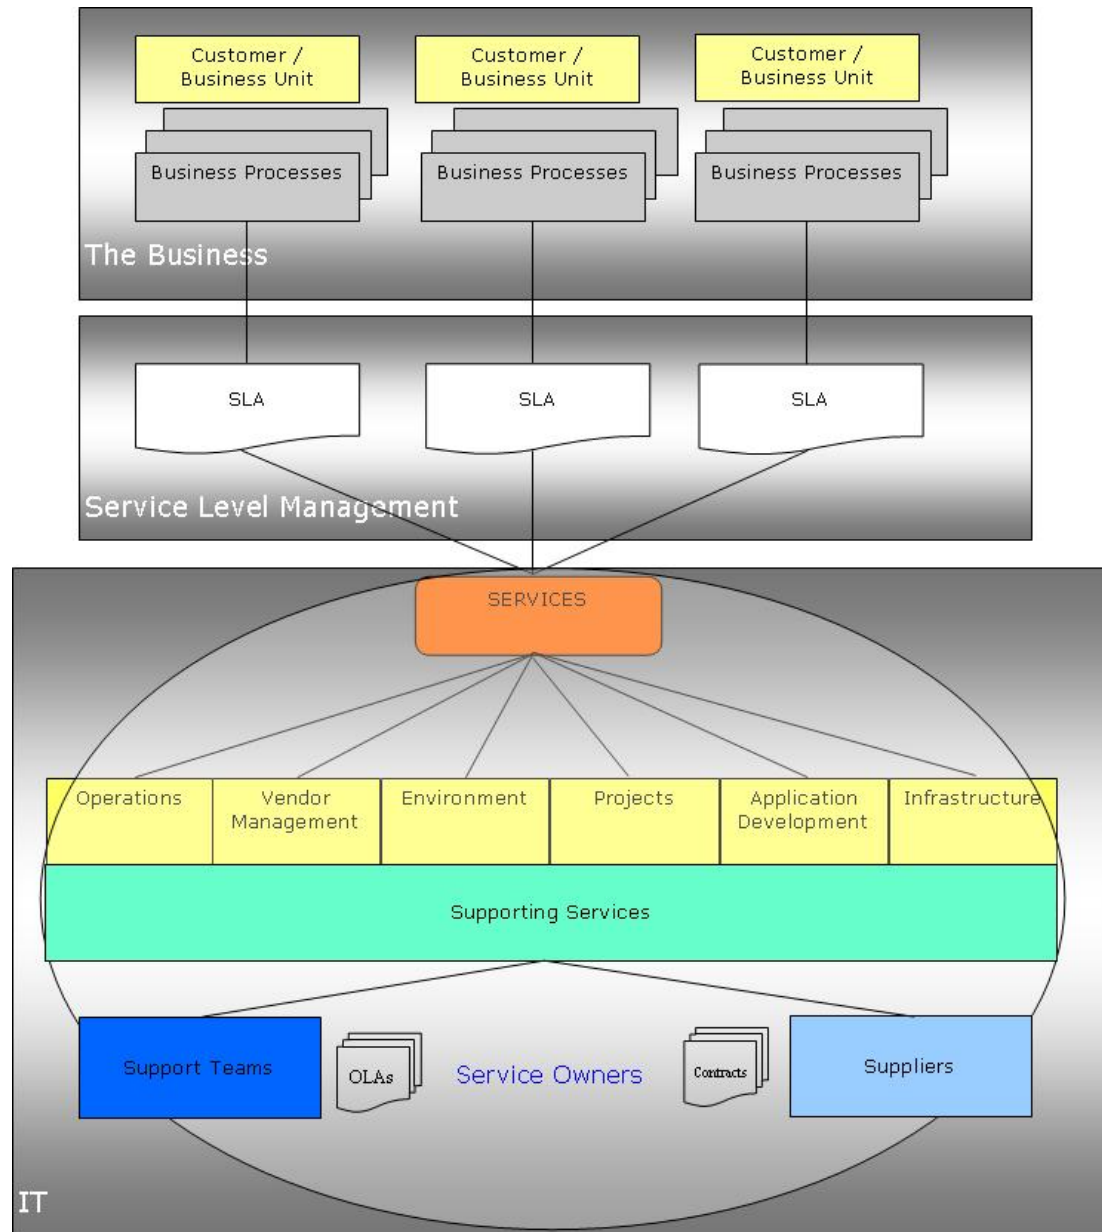 Customer /
Business Unit
Customer /
Business Unit
Customer /
Business Unit
Business Processes
Business Processes
Business Processes
The Business
SLA
SLA
SLA
Service Level Management
SERVICES
Operations
Vendor
Management
Environment
Projects
Application
Development
Infrastructure
Supporting Services
Support Teams
OLAs
Service Owners
Contracts
Suppliers
IT